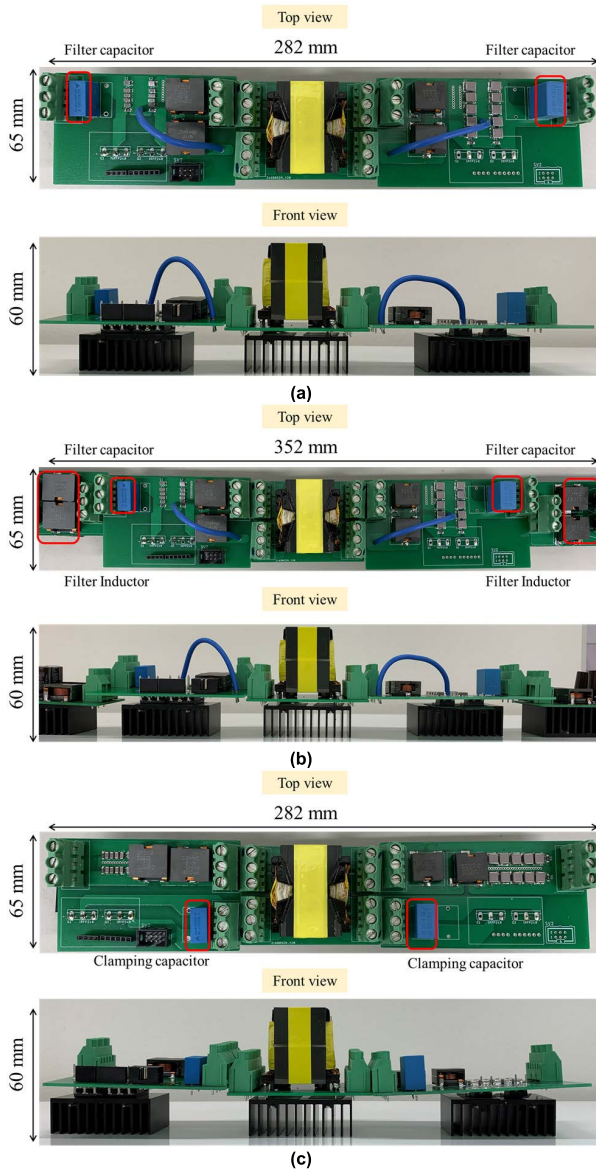 Top view
Filter capacitor
282 mm
Filter capacitor
65 mm
Front view
60 mm
(a)
Top view
Filter capacitor
352 mm
Filter capacitor
65 mm
Filter Inductor
Filter Inductor
Front view
60 mm
(b)
Top view
282 mm
65 mm
Clamping capacitor
Clamping capacitor
Front view
60 mm
(c)